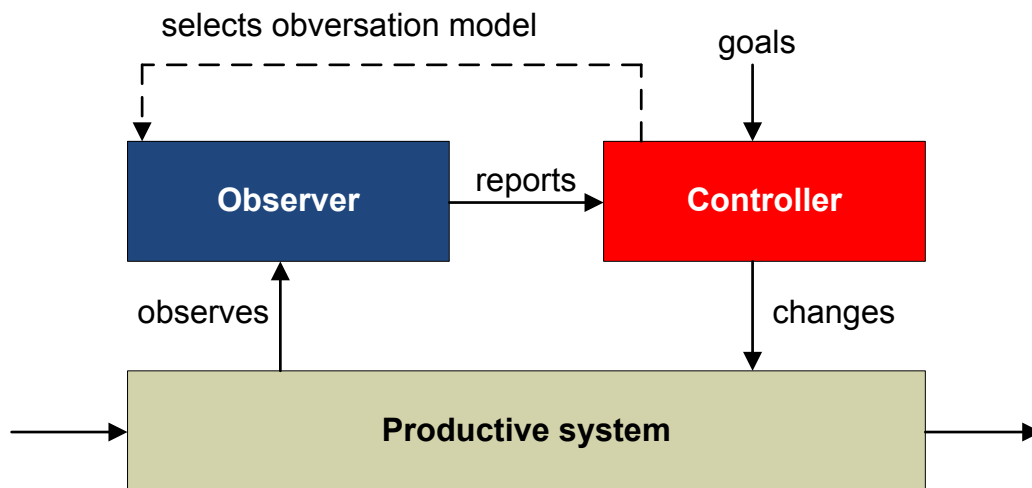 selects obversation model
goals
Observer
reports
Controller
observes
changes
Productive system